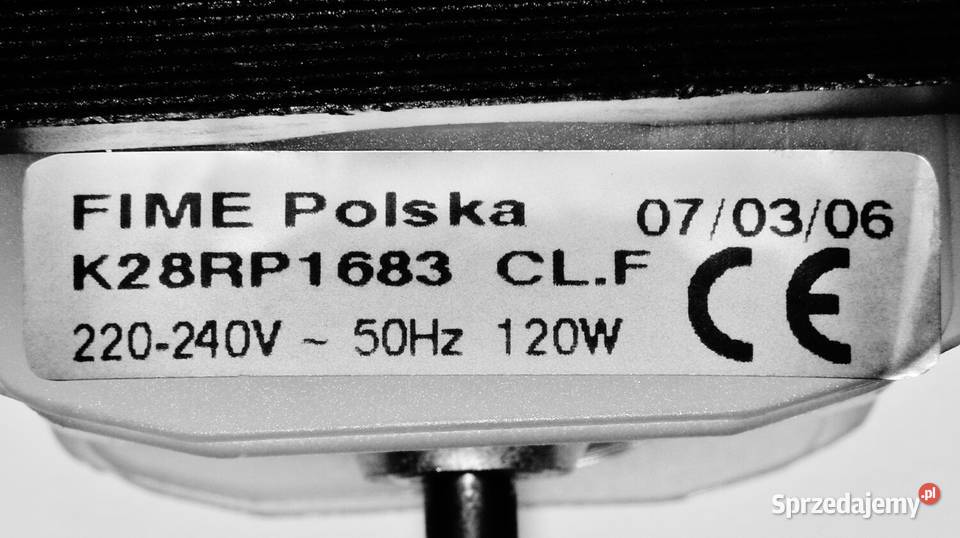 FIME Polska 07/03/06
K28RP1683 CL.F CE
220-240V ~ 50Hz 120W
Sprzedajemy.pl